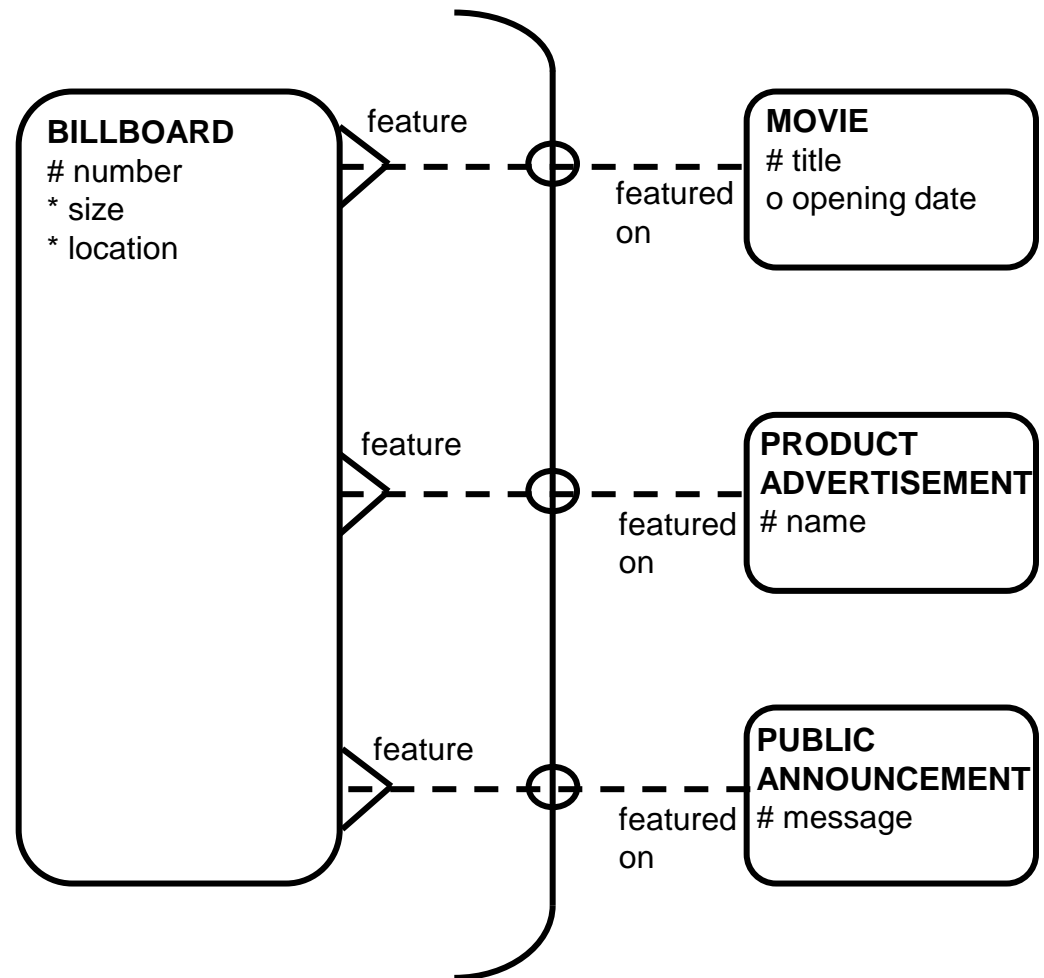 BILLBOARD
# number
* size
* location
feature
featured
on
MOVIE
# title
o opening date
feature
featured
on
PRODUCT
ADVERTISEMENT
# name
feature
featured
on
PUBLIC
ANNOUNCEMENT
# message